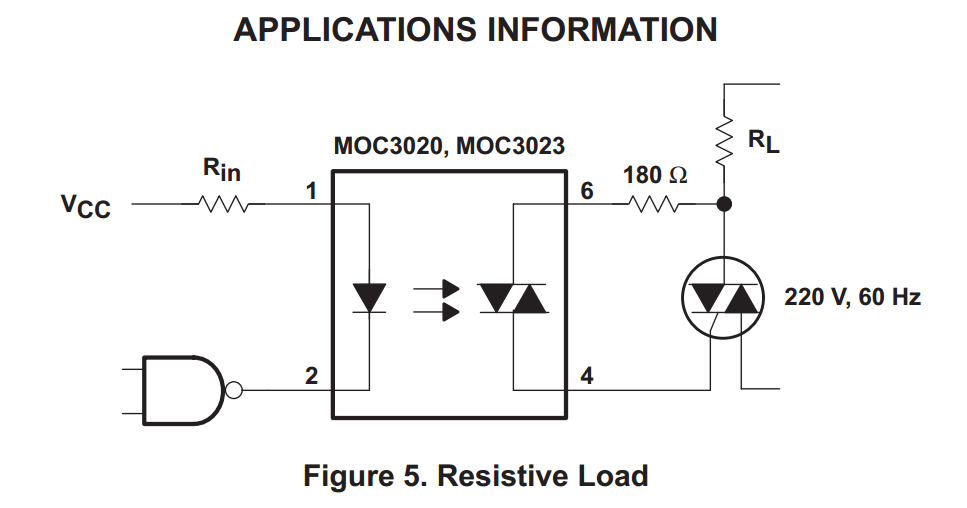 APPLICATIONS INFORMATION
MOC3020, MOC3023
RL
Rin
180 Ω
VCC
1
6
220 V, 60 Hz
2
4
Figure 5. Resistive Load